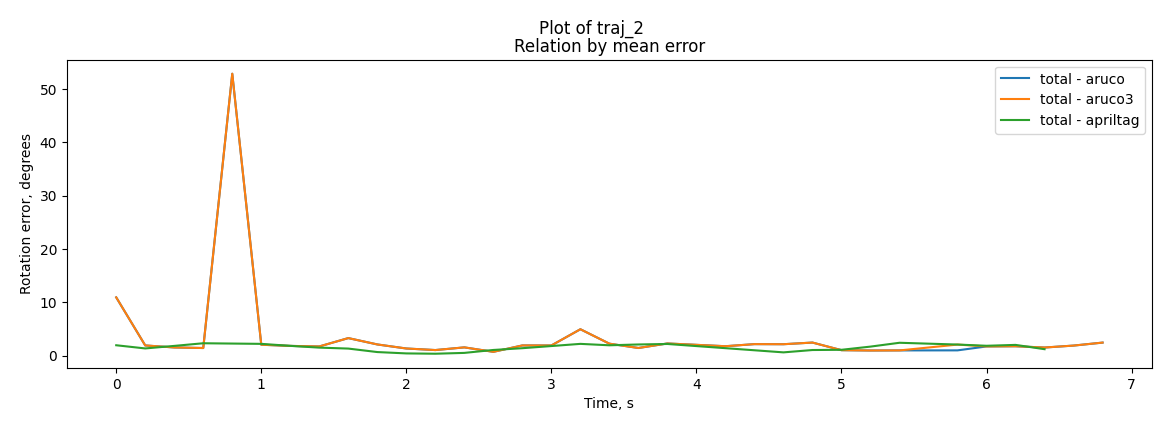 Plot of traj_2
Relation by mean error
total - aruco
total - aruco3
total - apriltag
Rotation error, degrees
50
40
30
20
10
0
0 1 2 3 4 5 6 7
Time, s